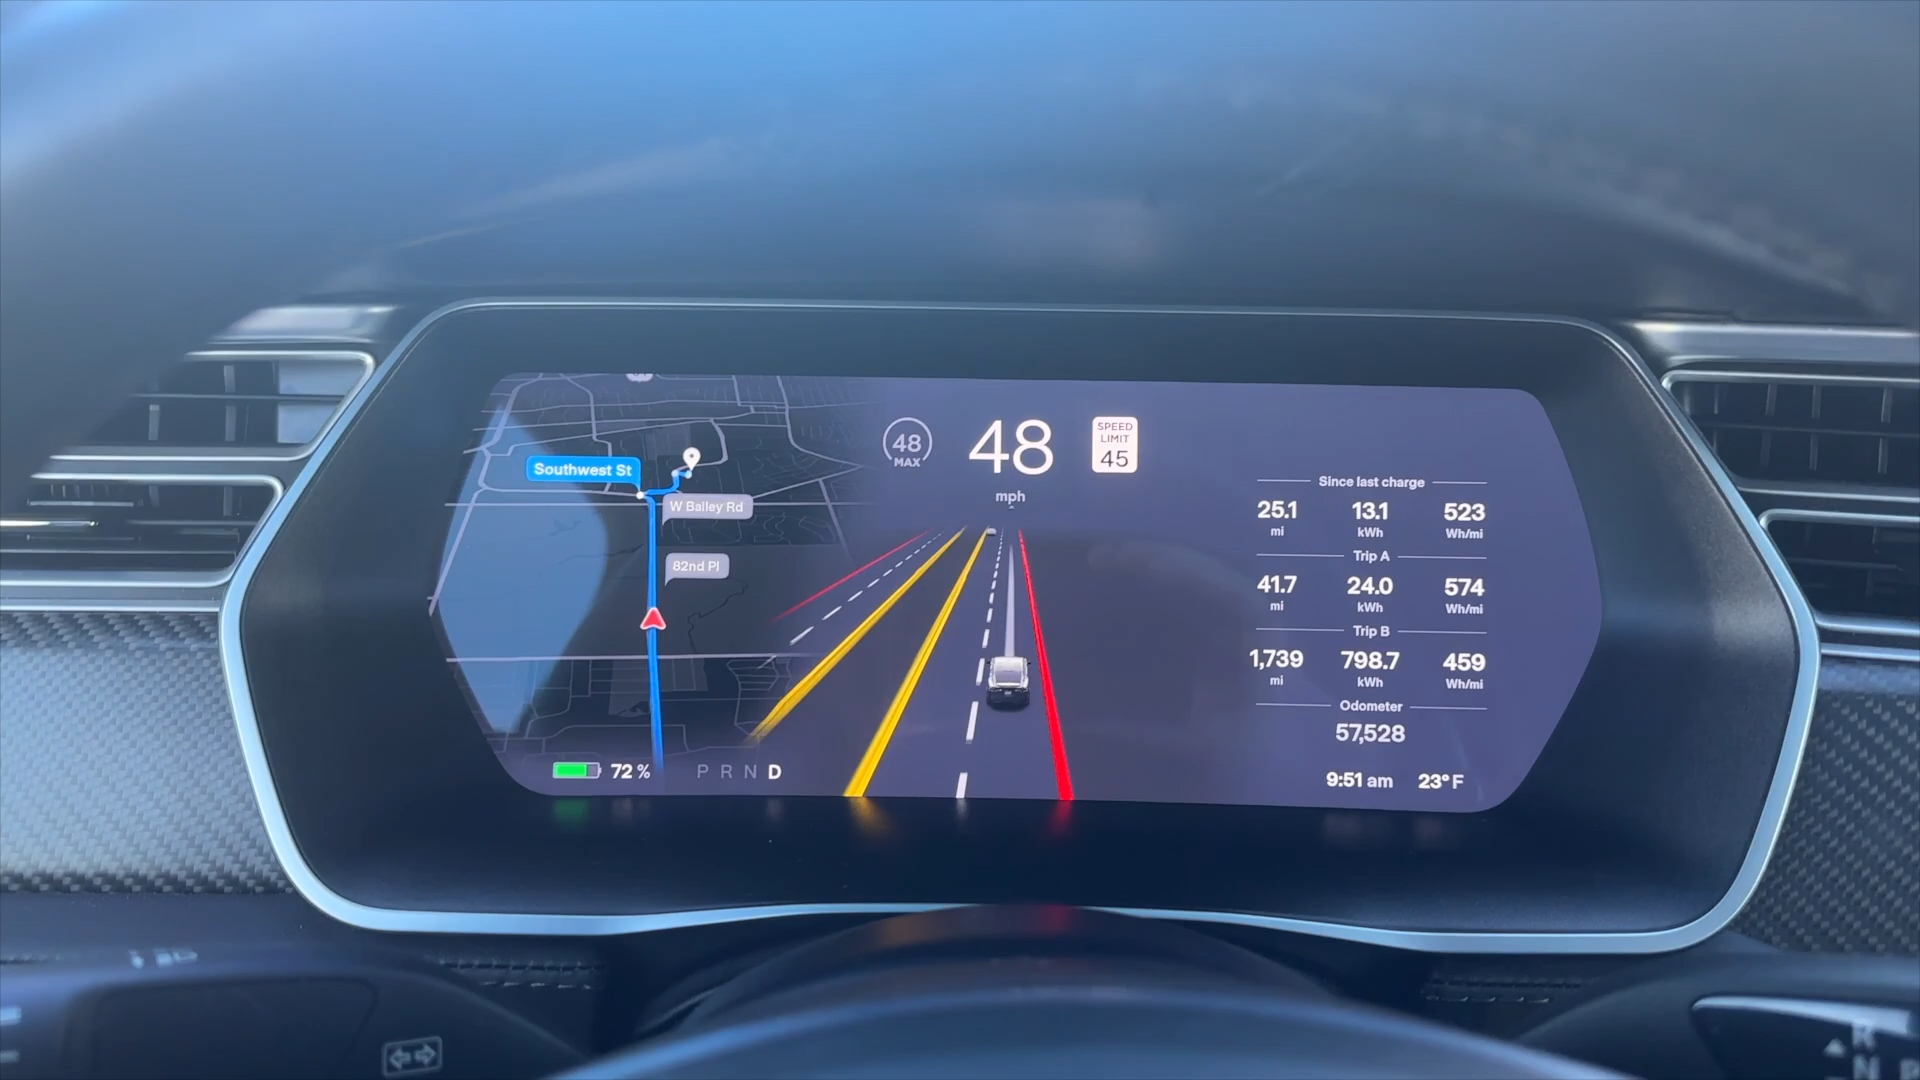 Southwest St
W Bailey Rd
82nd Pl
72 %
P R N D
48
MAX
48
mph
SPEED
LIMIT
45
Since last charge
25.1 13.1 523
mi kWh Wh/mi
Trip A
41.7 24.0 574
mi kWh Wh/mi
Trip B
1,739 798.7 459
mi kWh Wh/mi
Odometer
57,528
9:51 am 23°F
R
N P